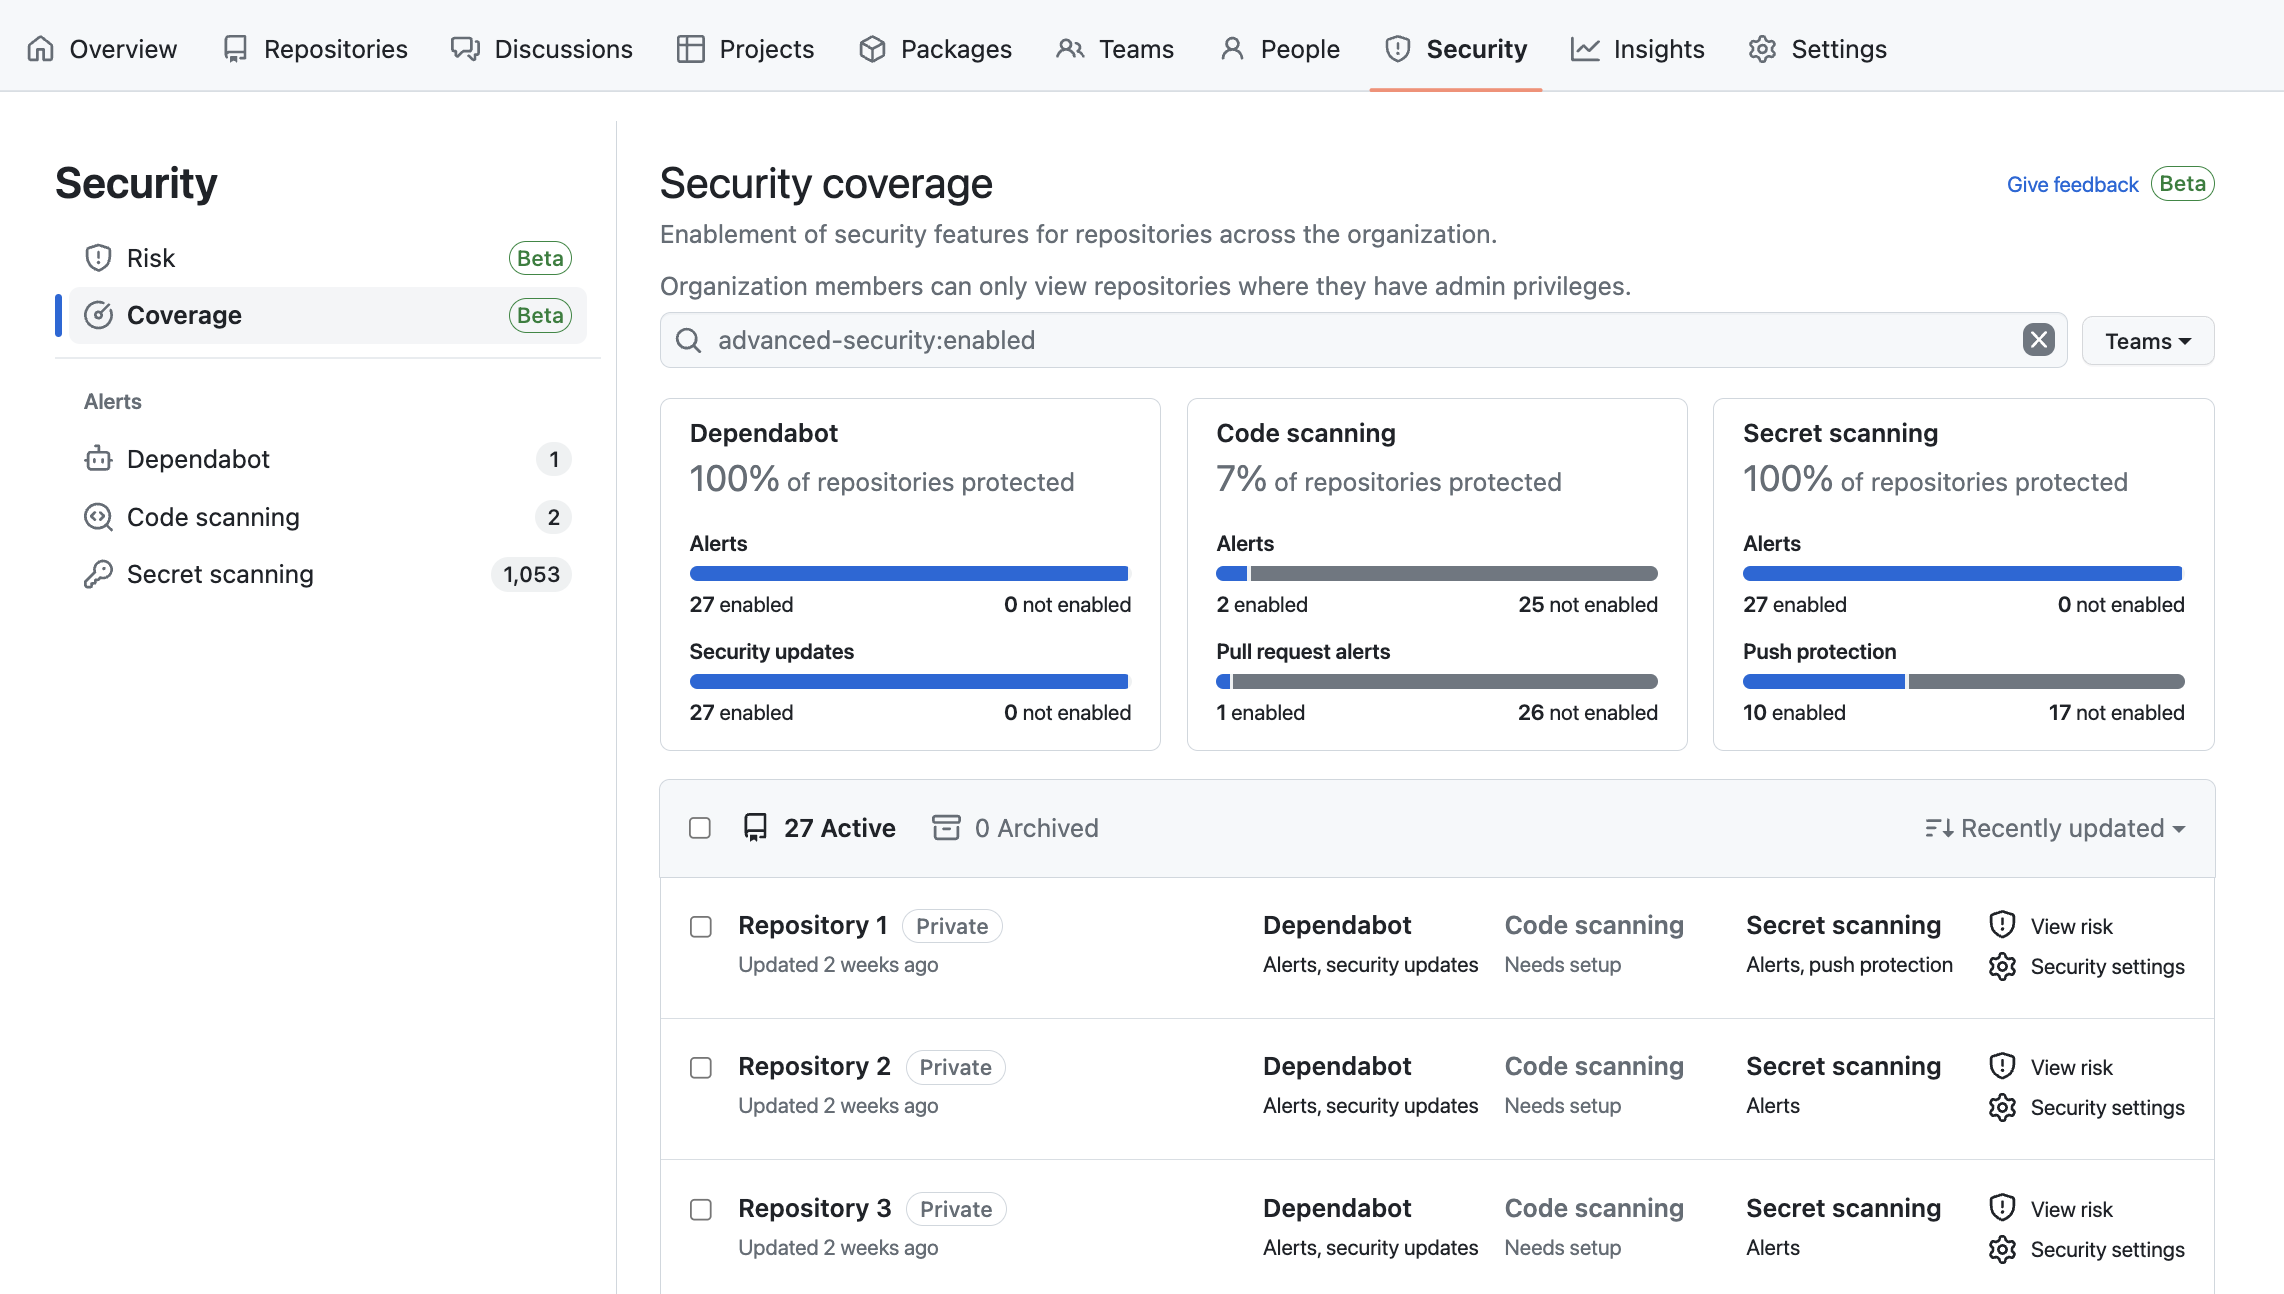 Overview Repositories Discussions Projects Packages Teams People Security Insights Settings
Security
Risk Beta
Coverage Beta
Alerts
Dependabot 1
Code scanning 2
Secret scanning 1,053
Security coverage
Give feedback Beta
Enablement of security features for repositories across the organization.
Organization members can only view repositories where they have admin privileges.
advanced-security:enabled
Teams
Dependabot
100% of repositories protected
Alerts
27 enabled 0 not enabled
Security updates
27 enabled 0 not enabled
Code scanning
7% of repositories protected
Alerts
2 enabled 25 not enabled
Pull request alerts
1 enabled 26 not enabled
Secret scanning
100% of repositories protected
Alerts
27 enabled 0 not enabled
Push protection
10 enabled 17 not enabled
27 Active 0 Archived Recently updated
Repository 1 Private Dependabot Code scanning Secret scanning View risk
Updated 2 weeks ago Alerts, security updates Needs setup Alerts, push protection Security settings
Repository 2 Private Dependabot Code scanning Secret scanning View risk
Updated 2 weeks ago Alerts, security updates Needs setup Alerts Security settings
Repository 3 Private Dependabot Code scanning Secret scanning View risk
Updated 2 weeks ago Alerts, security updates Needs setup Alerts Security settings